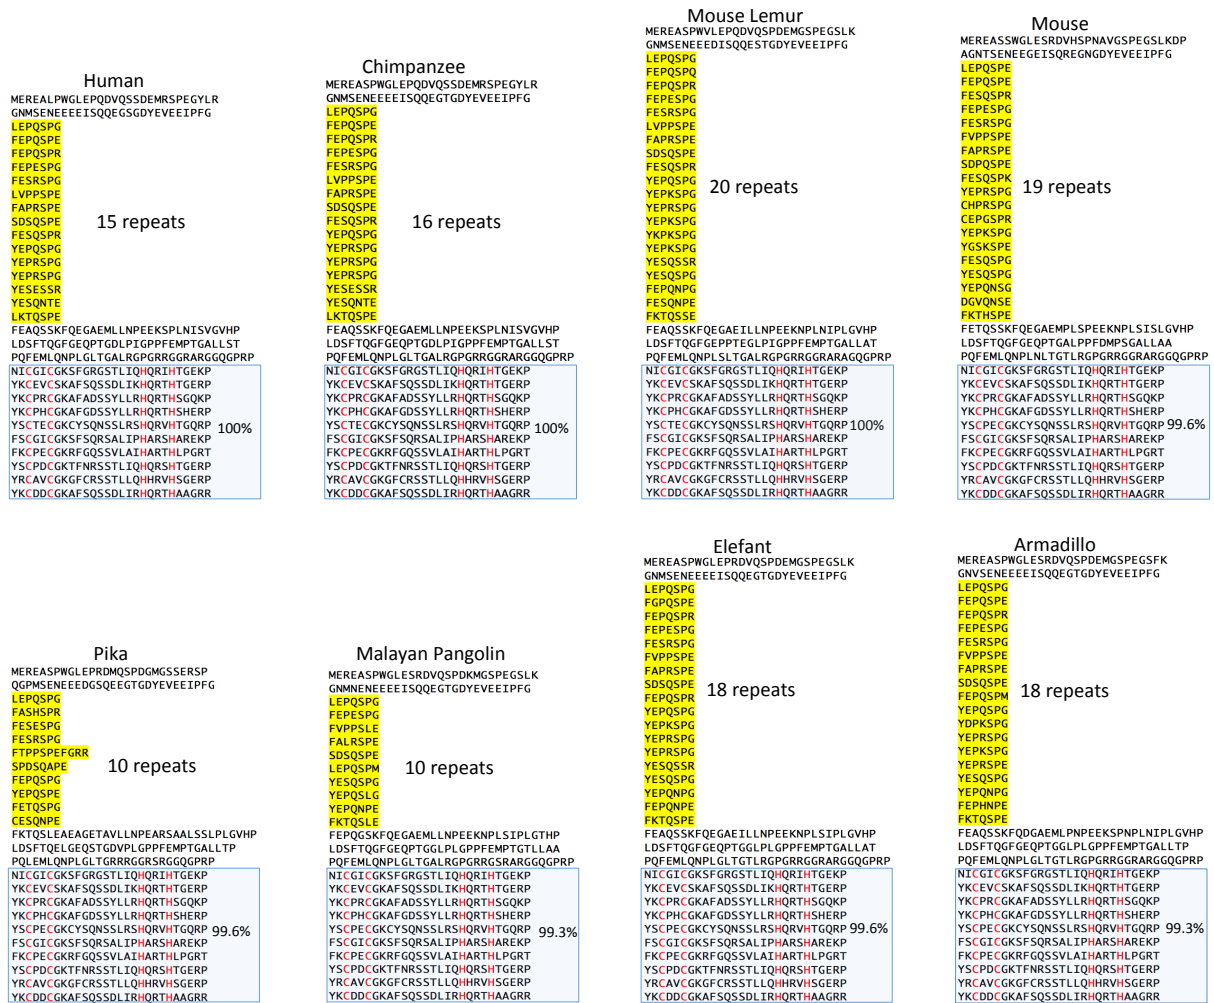 Human
MEREALPWGLEPQDVQSSDEMRSPEGYLR
GNMSENEEEEISQQEGSGDYEVEEIPFG
LEPQSPG
FEPQSPE
FEPQSPR
FEPESPG
FESRSPG
LVPPSPE
FAPRSPE
SDSQSPE
FESQSPR
YEPQSPG
YEPRSPG
YEPRSPG
YESESSR
YESQNTE
LKTQSPE
15 repeats
FEAQSSKFQEGAEMLLNPEEKSPLNISVGVHP
LDSFTQGFGEQPTGDLPIGPPFEMPTGALLST
PQFEMLQNPLGLTGALRGPGRRGGRARGGQGPRP
NICGICGKSFGRGSTLIQHQRIHTGEKP
YKCEVCSKAFSQSSDLIKHQRTHTGERP
YKCPRCGKAFADSSYLLRHQRTHSGQKP
YKCPHCGKAFGDSSYLLRHQRTHSHERP
YSCTECGKCYSQNSSLRSHQRVHTGQRP
FSCGICGKSFSQRSALIPHARSHAREKP
FKCPECGKRFGQSSVLAIHARTHLPGRT
YSCPDCGKTFNRSSTLIQHQRSHTGERP
YRCAVCGKGFCRSSTLLQHHRVHSGERP
YKCDDCGKAFSQSSDLIRHQRTHAAGRR
100%
Chimpanzee
MEREASPWGLEPQDVQSSDEMRSPEGYLR
GNMSENEEEEISQQEGTGDYEVEEIPFG
LEPQSPG
FEPQSPE
FEPQSPR
FEPESPG
FESRSPG
LVPPSPE
FAPRSPE
SDSQSPE
FESQSPR
YEPQSPG
YEPRSPG
YEPRSPG
YEPRSPG
YESESSR
YESQNTE
LKTQSPE
16 repeats
FEAQSSKFQEGAEMLLNPEEKSPLNISVGVHP
LDSFTQGFGEQPTGDLPIGPPFEMPTGALLST
PQFEMLQNPLGLTGALRGPGRRGGRARGGQGPRP
NICGICGKSFGRGSTLIQHQRIHTGEKP
YKCEVCSKAFSQSSDLIKHQRTHTGERP
YKCPRCGKAFADSSYLLRHQRTHSGQKP
YKCPHCGKAFGDSSYLLRHQRTHSHERP
YSCTECGKCYSQNSSLRSHQRVHTGQRP
FSCGICGKSFSQRSALIPHARSHAREKP
FKCPECGKRFGQSSVLAIHARTHLPGRT
YSCPDCGKTFNRSSTLIQHQRSHTGERP
YRCAVCGKGFCRSSTLLQHHRVHSGERP
YKCDDCGKAFSQSSDLIRHQRTHAAGRR
100%
Mouse Lemur
MEREASPWVLEPQDVQSPDEMGSPEGSLK
GNMSENEEEDISQQESTGDYEVEEIPFG
LEPQSPG
FEPQSPQ
FEPQSPR
FEPESPG
FESRSPG
LVPPSPE
FAPRSPE
SDSQSPE
FESQSPR
YEPQSPG
YEPKSPG
YEPRSPG
YEPKSPG
YKPKSPG
YEPKSPG
YESQSSR
YESQSPG
FEPQNPG
FESQNPE
FKTQSSE
20 repeats
FEAQSSKFQEGAEILLNPEEKNPLNIPLGVHP
LDSFTQGFGEPPTEGLPIGPPFEMPTGALLAT
PQFEMLQNPLSLTGALRGPGRRGGRARAGQGPRP
NICGICGKSFGRGSTLIQHQRIHTGEKP
YKCEVCSKAFSQSSDLIKHQRTHTGERP
YKCPRCGKAFADSSYLLRHQRTHSGQKP
YKCPHCGKAFGDSSYLLRHQRTHSHERP
YSCTECGKCYSQNSSLRSHQRVHTGQRP
FSCGICGKSFSQRSALIPHARSHAREKP
FKCPECGKRFGQSSVLAIHARTHLPGRT
YSCPDCGKTFNRSSTLIQHQRSHTGERP
YRCAVCGKGFCRSSTLLQHHRVHSGERP
YKCDDCGKAFSQSSDLIRHQRTHAAGRR
100%
Mouse
MEREASSWGLESRDVHSPNAVGSPEGSLKDP
AGNTSENEEGEISQREGNGDYEVEEIPFG
LEPQSPE
FEPQSPE
FESQSPR
FEPESPG
FESRSPG
FVPPSPE
FAPRSPE
SDPQSPE
FESQSPK
YEPRSPG
CHPRSPG
CEPGSPR
YEPKSPG
YGSKSPE
FESQSPG
YESQSPG
YEPQNSG
DGVQNSE
FKTHSPE
19 repeats
FETQSSKFQEGAEMPLSPEEKNPLSISLGVHP
LDSFTQGFGEQPTGALPPFDMPSGALLAA
PQFEMLQNPLNLTGTLRGPGRRGGRARGGQGPRP
NICGICGKSFGRGSTLIQHQRIHTGEKP
YKCEVCSKAFSQSSDLIKHQRTHTGERP
YKCPRCGKAFADSSYLLRHQRTHSGQKP
YKCPHCGKAFGDSSYLLRHQRTHSHERP
YSCPECGKCYSQNSSLRSHQRVHTGQRP
FSCGICGKSFSQRSALIPHARSHAREKP
FKCPECGKRFGQSSVLAIHARTHLPGRT
YSCPDCGKTFNRSSTLIQHQRSHTGERP
YRCAVCGKGFCRSSTLLQHHRVHSGERP
YKCDDCGKAFSQSSDLIRHQRTHAAGRR
99.6%
Pika
MEREASPWGLEPRDMQSPDGMGSSERSP
QGPMSENEEEDGSQEEGTGDYEVEEIPFG
LEPQSPG
FASHSPR
FESESPG
FESRSPG
FTPPSPEFGRR
SPDSQAPE
FEPQSPG
YEPQSPE
FETQSPG
CESQNPE
10 repeats
FKTQSLEAEAGETAVLLNPEARSAALSSLPLGVHP
LDSFTQELGEQSTGDVPLGPPFEMPTGALLTP
PQLEMLQNPLGLTGRRRGGRSRGGQGPRP
NICGICGKSFGRGSTLIQHQRIHTGEKP
YKCEVCSKAFSQSSDLIKHQRTHTGERP
YKCPRCGKAFADSSYLLRHQRTHSGQKP
YKCPHCGKAFGDSSYLLRHQRTHSHERP
YSCPECGKCYSQNSSLRSHQRVHTGQRP
FSCGICGKSFSQRSALIPHARSHAREKP
FKCPECGKRFGQSSVLAIHARTHLPGRT
YSCPDCGKTFNRSSTLIQHQRSHTGERP
YRCAVCGKGFCRSSTLLQHHRVHSGERP
YKCDDCGKAFSQSSDLIRHQRTHAAGRR
99.6%
Malayan Pangolin
MEREASPWGLESRDVQSPDKMGSPEGSLK
GNMNENEEEEISQQEGTGDYEVEEIPFG
LEPQSPG
FEPESPG
FVPPSLE
FALRSPE
SDSQSPE
LEPQSPM
YESQSPG
YEPQSLG
YEPQNPE
FKTQSLE
10 repeats
FEPQGSKFQEGAEMLLNPEEKNPLSIPLGTHP
LDSFTQGFGEQPTGGLPLGPPFEMPTGTLLAA
PQFEMLQNPLGLTGALRGPGRRGSRARGGQGPRP
NICGICGKSFGRGSTLIQHQRIHTGEKP
YKCEVCSKAFSQSSDLIKHQRTHTGERP
YKCPRCGKAFADSSYLLRHQRTHSGQKP
YKCPHCGKAFGDSSYLLRHQRTHSHERP
YSCPECGKCYSQNSSLRSHQRVHTGQRP
FSCGICGKSFSQRSALIPHARSHAREKP
FKCPECGKRFGQSSVLAIHARTHLPGRT
YSCPDCGKTFNRSSTLIQHQRSHTGERP
YRCAVCGKGFCRSSTLLQHHRVHSGERP
YKCDDCGKAFSQSSDLIRHQRTHAAGRR
99.3%
Elefant
MEREASPWGLEPRDVQSPDEMGSPEGSLK
GNMSENEEEEISQQEGTGDYEVEEIPFG
LEPQSPG
FGPQSPE
FEPQSPR
FEPESPG
FESRSPG
FVPPSPE
FAPRSPE
SDSQSPE
FEPQSPR
YEPQSPG
YEPKSPG
YEPRSPG
YEPRSPG
YESQSSR
YESQSPG
YEPQNPG
FEPQNPE
FKTQSPE
18 repeats
FEAQSSKFQEGAEILLNPEEKNPLSIPLGVHP
LDSFTQGFGEQPTGGLPLGPPFEMPTGALLAT
PQFEMLQNPLGLTGTLRGPGRRGGRARGGQGPRP
NICGICGKSFGRGSTLIQHQRIHTGEKP
YKCEVCSKAFSQSSDLIKHQRTHTGERP
YKCPRCGKAFADSSYLLRHQRTHSGQKP
YKCPHCGKAFGDSSYLLRHQRTHSHERP
YSCPECGKCYSQNSSLRSHQRVHTGQRP
FSCGICGKSFSQRSALIPHARSHAREKP
FKCPECGKRFGQSSVLAIHARTHLPGRT
YSCPDCGKTFNRSSTLIQHQRSHTGERP
YRCAVCGKGFCRSSTLLQHHRVHSGERP
YKCDDCGKAFSQSSDLIRHQRTHAAGRR
99.6%
Armadillo
MEREASPWGLESRDVQSPDEMGSPEGSFK
GNVSENEEEEISQQEGTGDYEVEEIPFG
LEPQSPG
FEPQSPE
FEPQSPR
FEPESPG
FESRSPG
FVPPSPE
FAPRSPE
SDSQSPE
FEPQSPM
YEPQSPG
YDPKSPG
YEPRSPG
YEPKSPG
YEPRSPE
YESQSPG
YEPQNPG
FEPHNPE
FKTQSPE
18 repeats
FEAQSSKFQDGAEMLPNPEEKSPNPLNIPLGVHP
LDSFTQGFGEQPTGGLPLGPPFEMPTGALLTP
PQFEMLQNPLGLTGTLRGPGRRGGRARGGQGPRP
NICGICGKSFGRGSTLIQHQRIHTGEKP
YKCEVCSKAFSQSSDLIKHQRTHTGERP
YKCPRCGKAFADSSYLLRHQRTHSGQKP
YKCPHCGKAFGDSSYLLRHQRTHSHERP
YSCPECGKCYSQNSSLRSHQRVHTGQRP
FSCGICGKSFSQRSALIPHARSHAREKP
FKCPECGKRFGQSSVLAIHARTHLPGRT
YSCPDCGKTFNRSSTLIQHQRSHTGERP
YRCAVCGKGFCRSSTLLQHHRVHSGERP
YKCDDCGKAFSQSSDLIRHQRTHAAGRR
99.3%